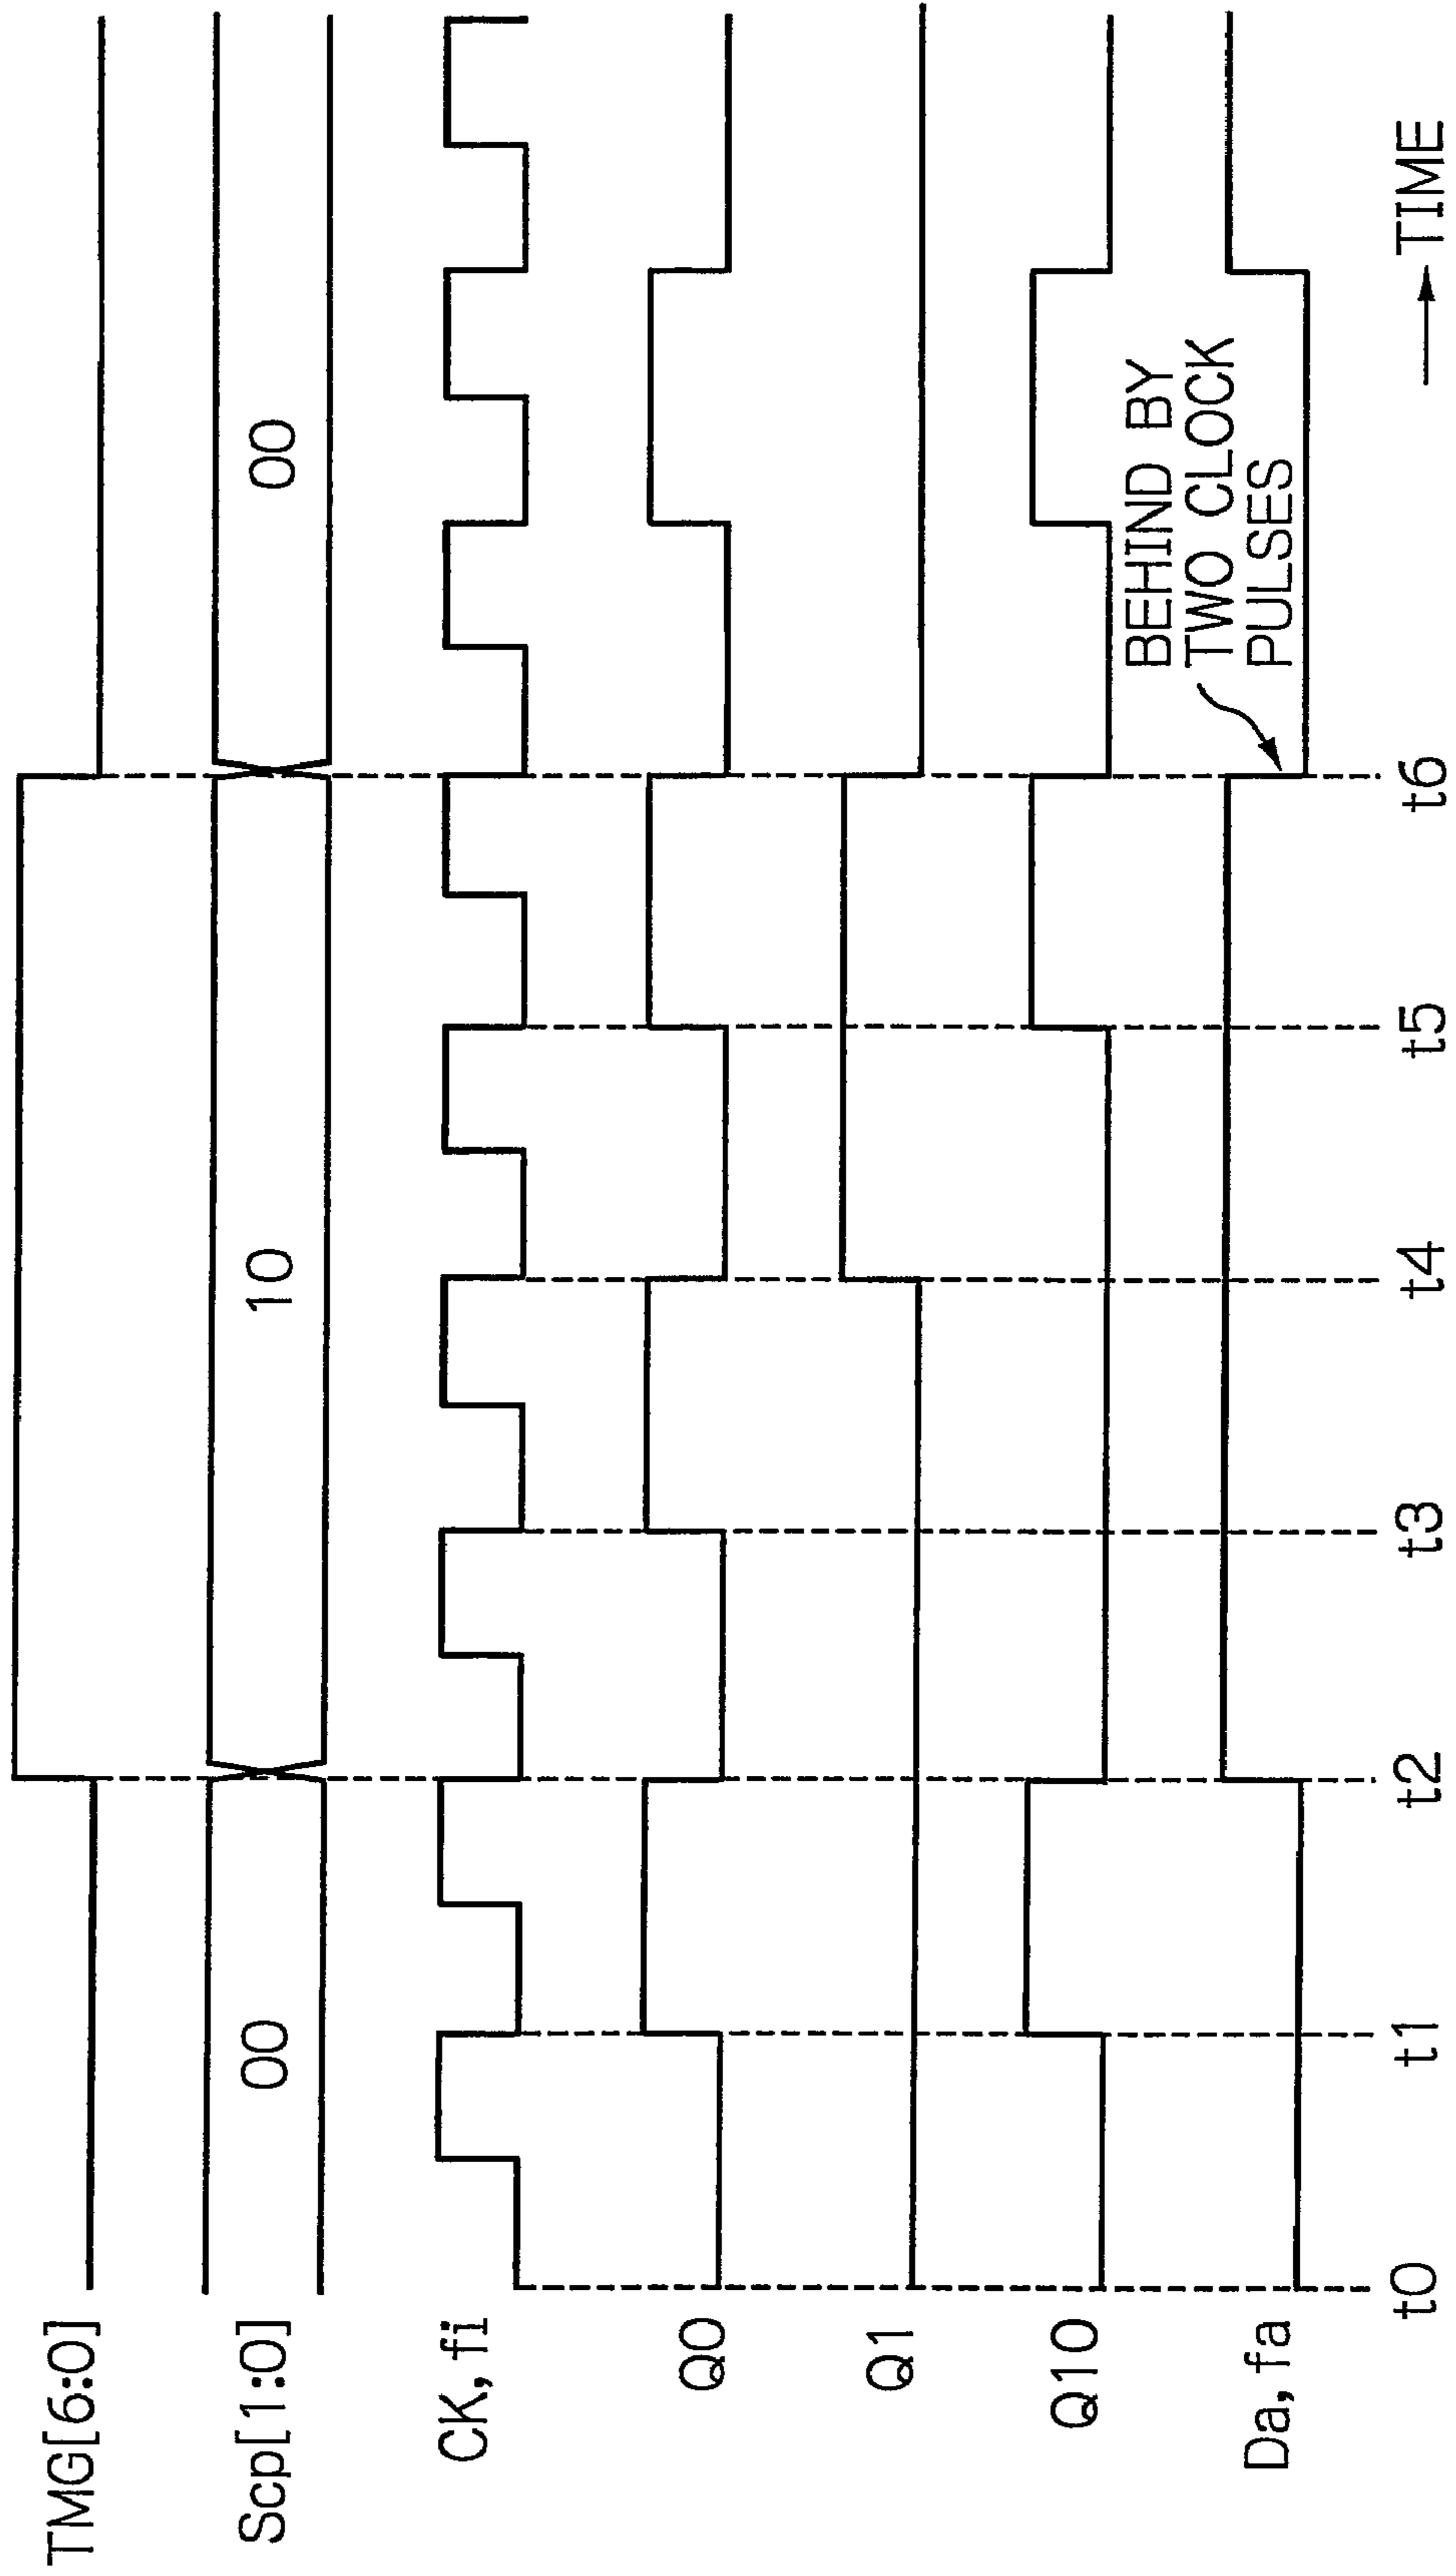 TMG[6:0]
Scp[1:0]
00
10
00
CK,fi
Q0
Q1
Q10
Da,fa
BEHIND BY
TWO CLOCK
PULSES
t0
t1
t2
t3
t4
t5
t6
TIME